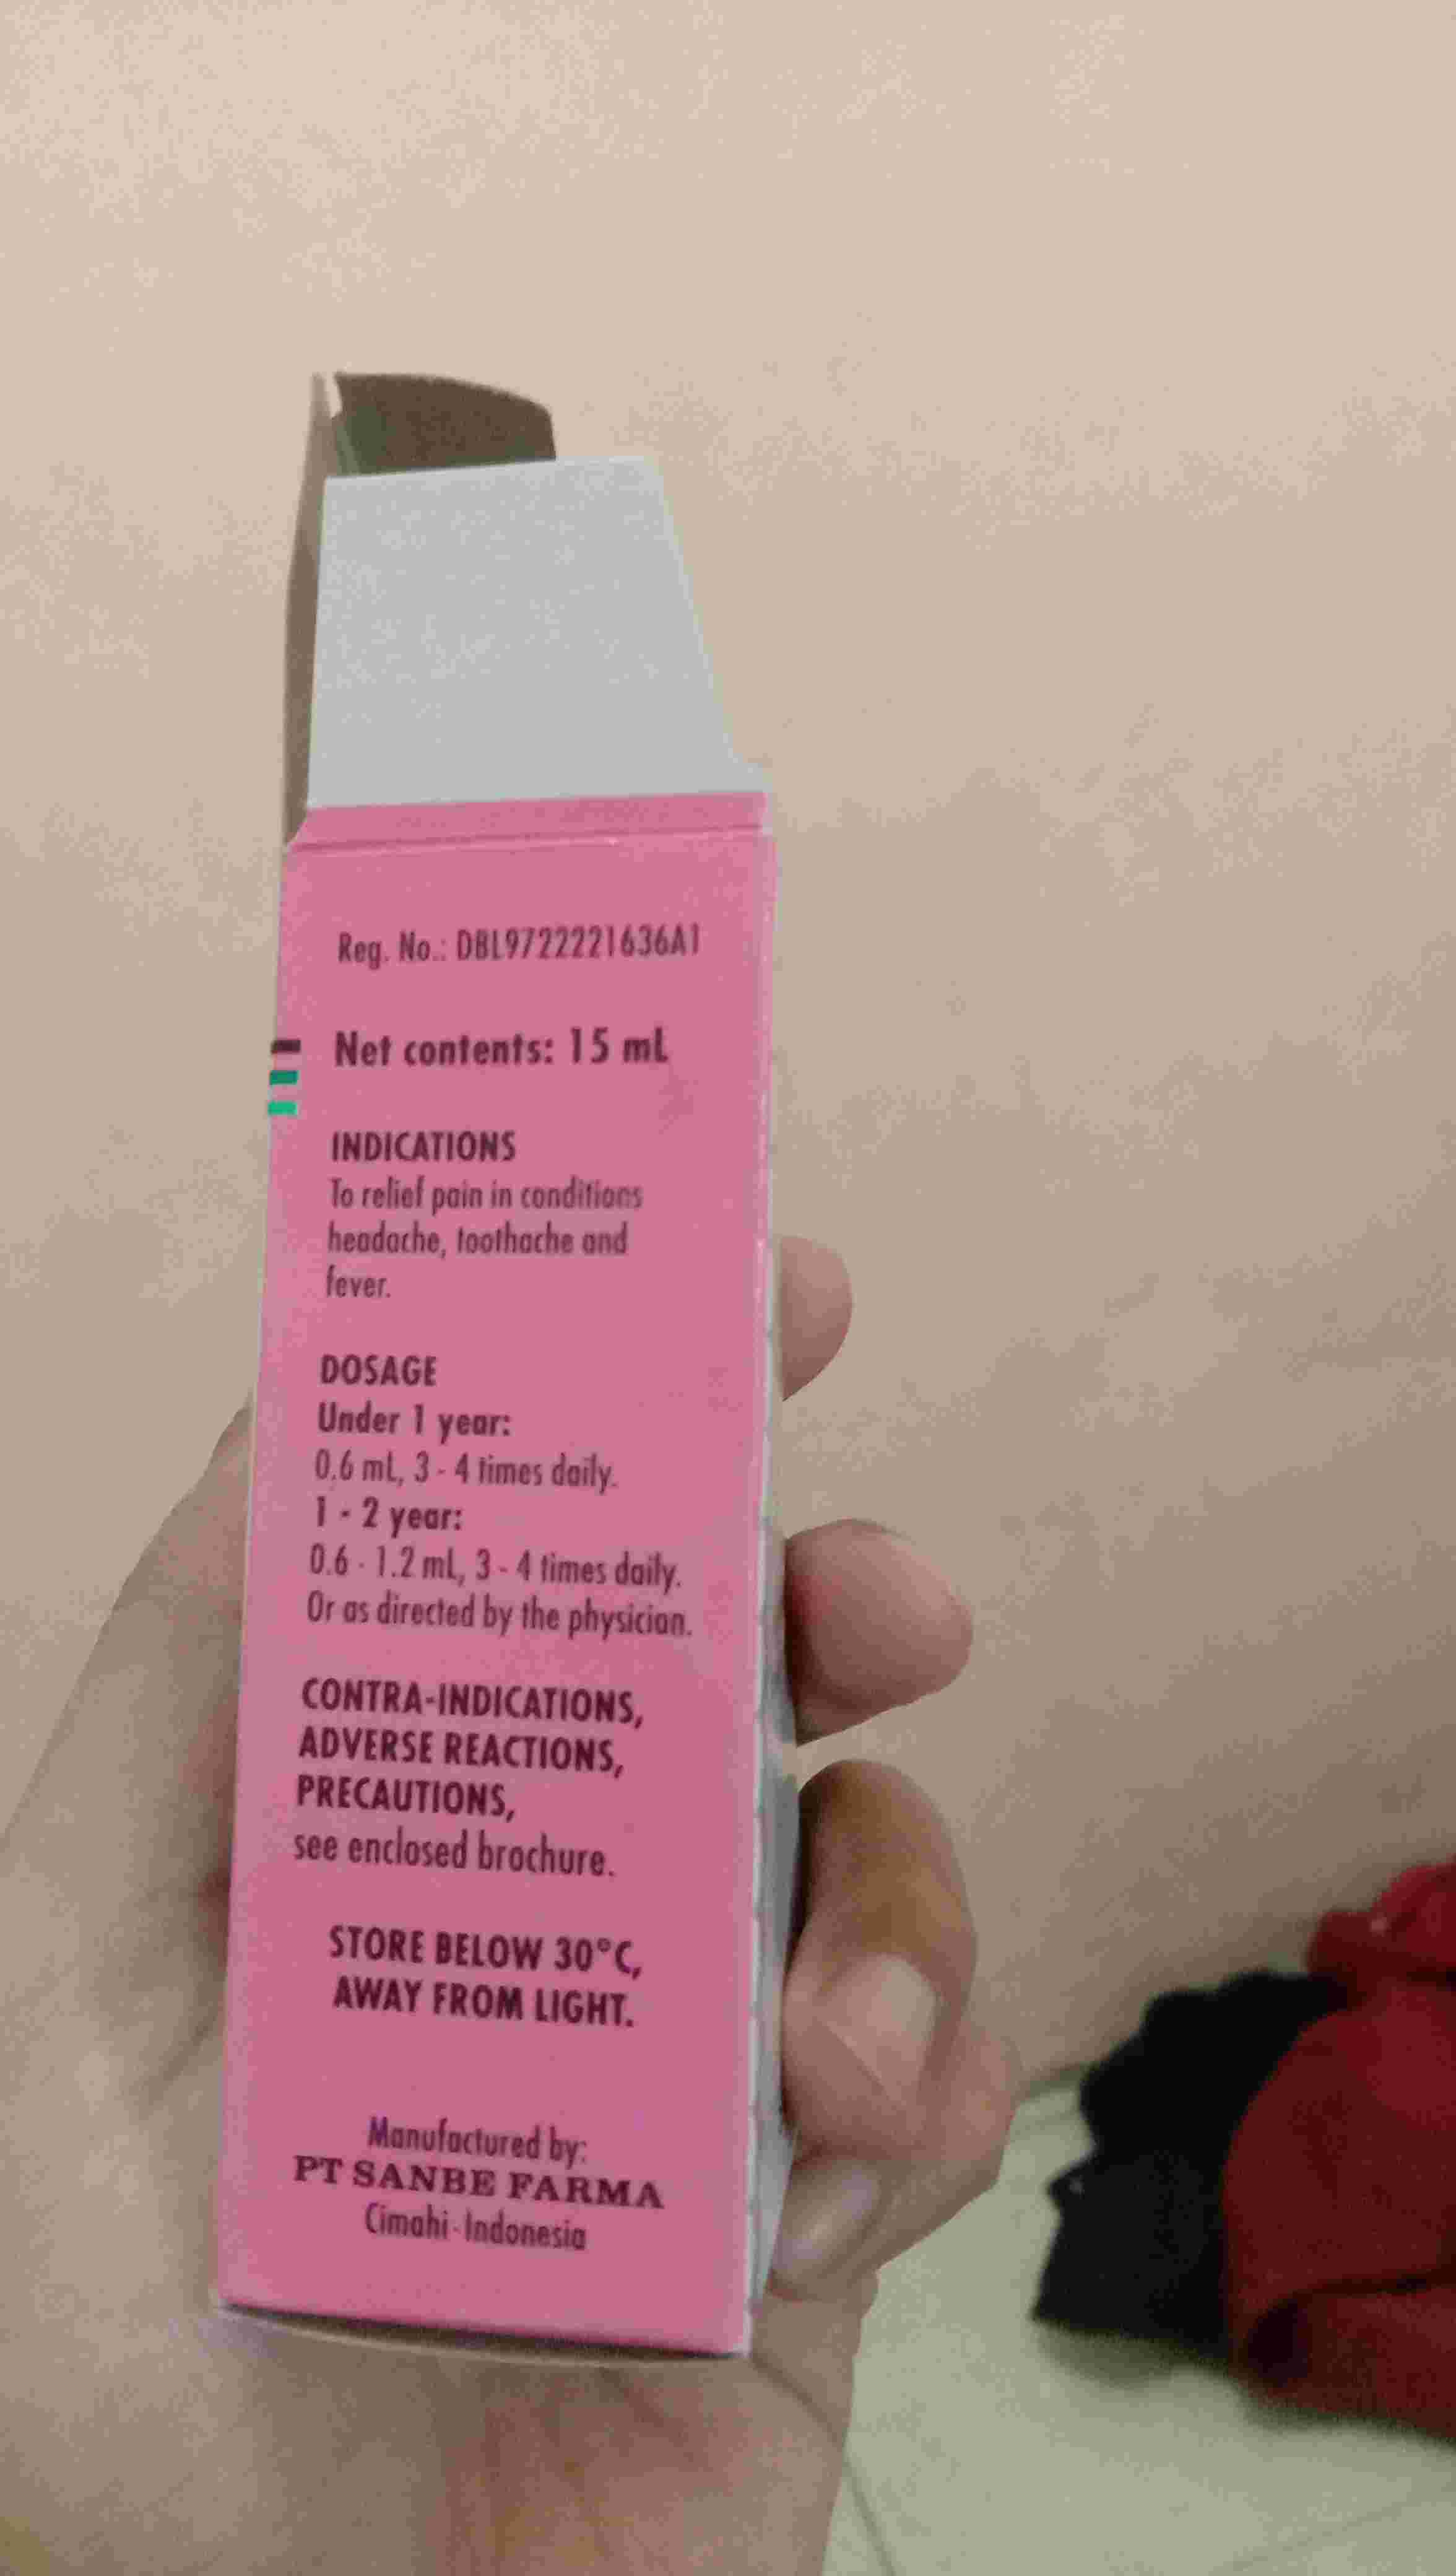 Reg. No.: DBL9722221636A1
Net contents: 15 mL
INDICATIONS
To relief pain in conditions
headache, toothache and
fever.
DOSAGE
Under 1 year:
0.6 mL, 3 - 4 times daily.
1 - 2 year:
0.6 - 1.2 mL, 3 - 4 times daily.
Or as directed by the physician.
CONTRA-INDICATIONS,
ADVERSE REACTIONS,
PRECAUTIONS,
see enclosed brochure.
STORE BELOW 30°C,
AWAY FROM LIGHT.
Manufactured by:
PT SANBE FARMA
Cimahi - Indonesia